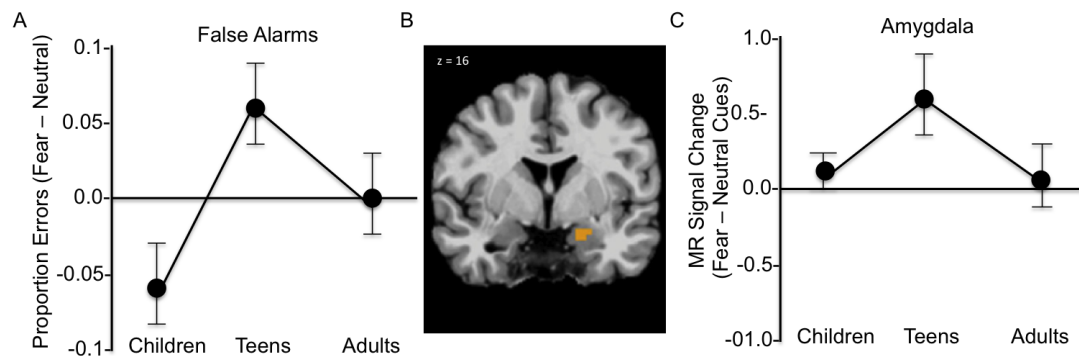 A
False Alarms
Proportion Errors (Fear – Neutral)
0.1
0.05
0.0
-0.05
-0.1
Children Teens Adults
B
z = 16
C
Amygdala
MR Signal Change
(Fear – Neutral Cues)
1.0
0.5
0.0
-0.5
-01.0
Children Teens Adults